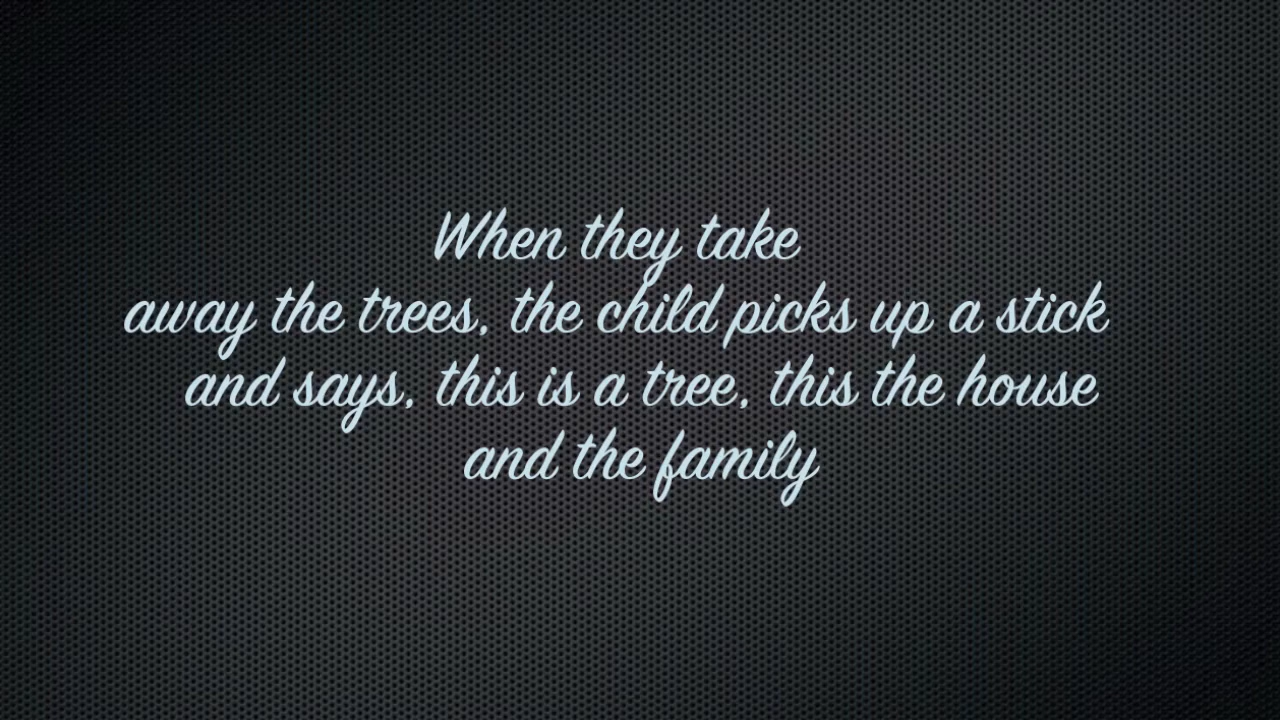 When they take
away the trees, the child picks up a stick
and says, this is a tree, this the house
and the family